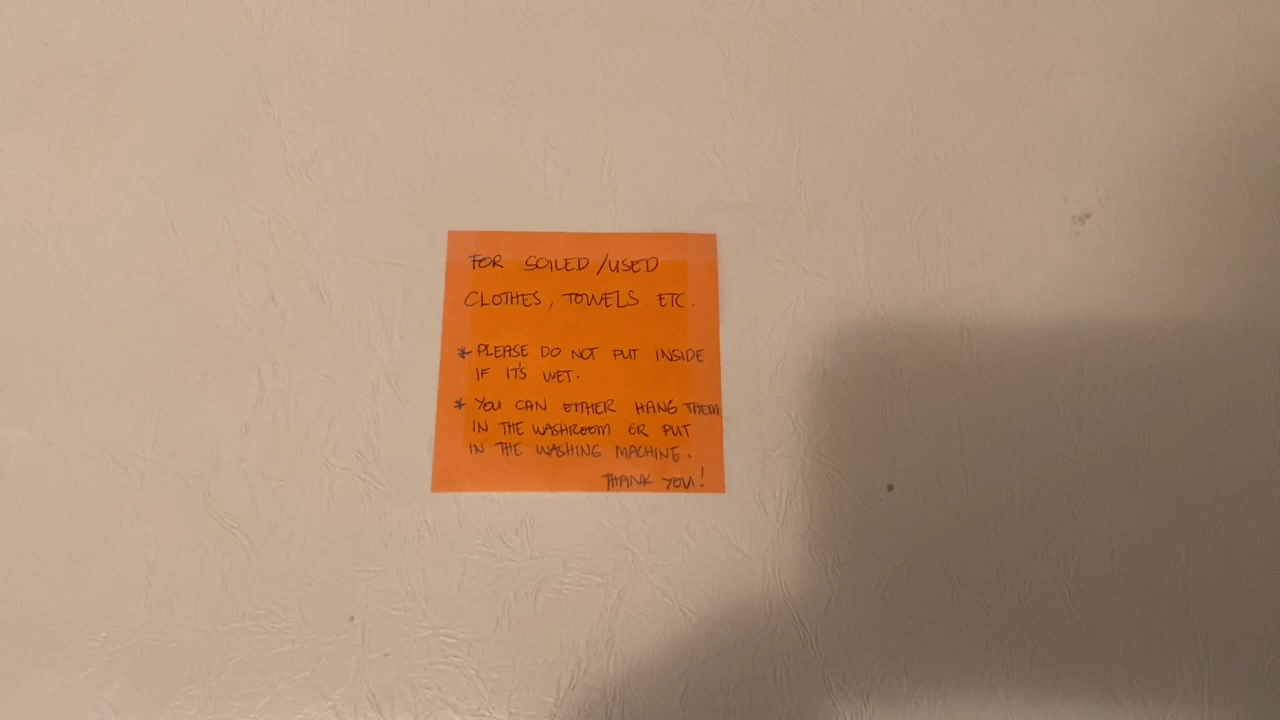 FOR SOILED/USED
CLOTHES, TOWELS ETC.
* PLEASE DO NOT PUT INSIDE
IF IT'S WET.
* YOU CAN EITHER HANG THEM
IN THE WASHROOM OR PUT
IN THE WASHING MACHINE.
THANK YOU!